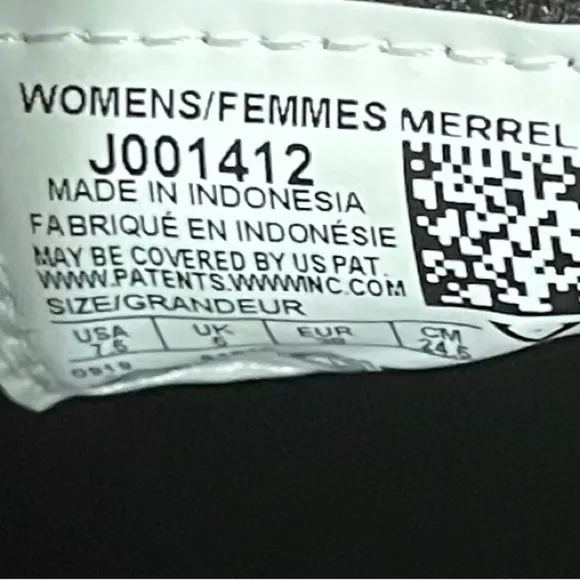 WOMENS/FEMMES MERREL
J001412
MADE IN INDONESIA
FABRIQUÉ EN INDONÉSIE
MAY BE COVERED BY US PAT.
WWW.PATENTS.WWWINC.COM
SIZE/GRANDEUR
USA UK EUR CM
7.5 5 24.5
0919